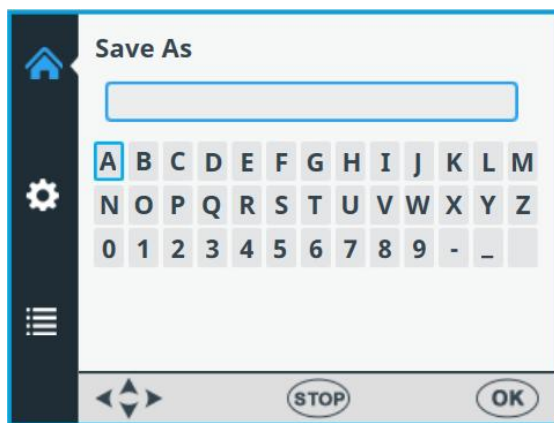 Save As
A B C D E F G H I J K L M
N O P Q R S T U V W X Y Z
0 1 2 3 4 5 6 7 8 9 - _
STOP OK